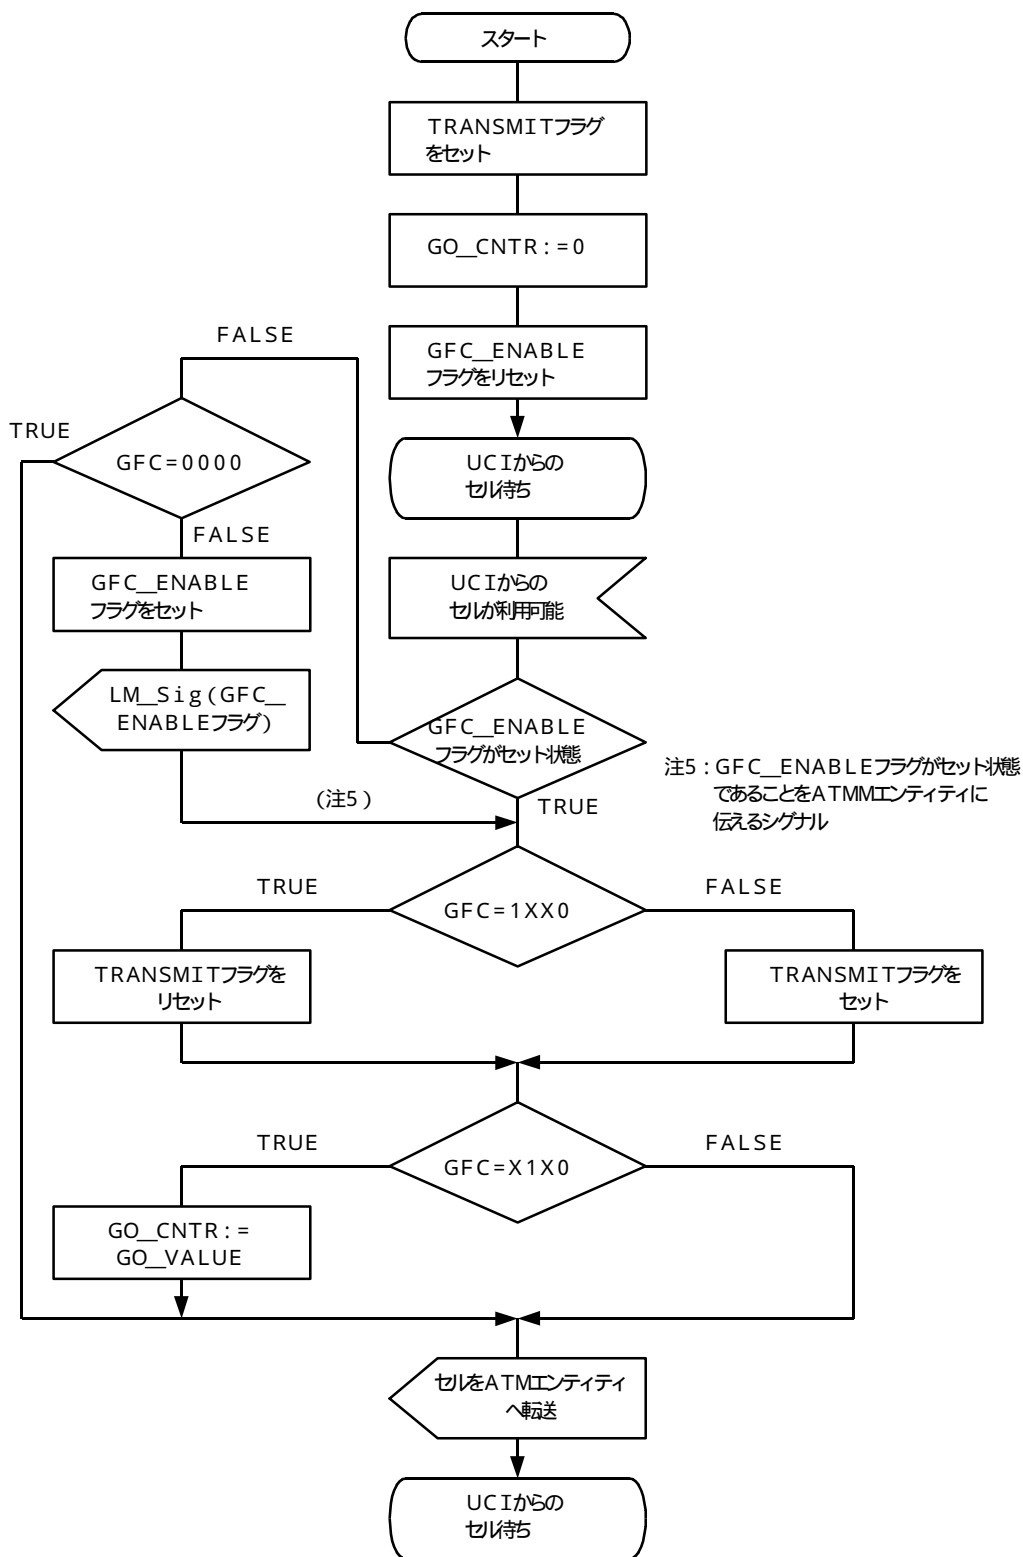 スタート
TRANSMITフラグ
をセット
GO__CNTR:=0
FALSE
GFC__ENABLE
フラグをリセット
TRUE
GFC=0000
UCIからの
セル待ち
FALSE
GFC__ENABLE
フラグをセット
UCIからの
セルが利用可能
LM__Sig(GFC__
ENABLEフラグ)
GFC__ENABLE
フラグがセット状態
(注5)
TRUE
注5:GFC__ENABLEフラグがセット状態
であることをATMMエンティティに
伝えるシグナル
TRUE
FALSE
GFC=1XX0
TRANSMITフラグを
リセット
TRANSMITフラグを
セット
TRUE
FALSE
GFC=X1X0
GO__CNTR:=
GO__VALUE
セルをATMエンティティ
へ転送
UCIからの
セル待ち